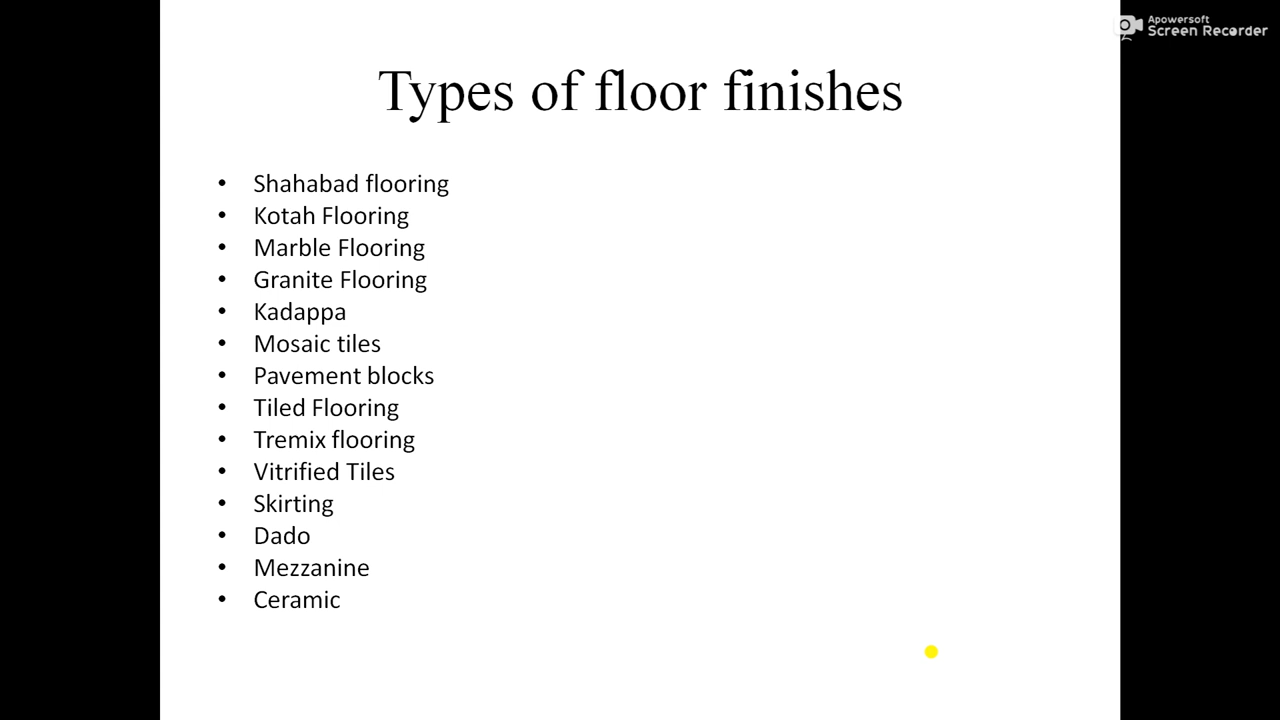 Apowersoft
Screen Recorder
Types of floor finishes
• Shahabad flooring
• Kotah Flooring
• Marble Flooring
• Granite Flooring
• Kadappa
• Mosaic tiles
• Pavement blocks
• Tiled Flooring
• Tremix flooring
• Vitrified Tiles
• Skirting
• Dado
• Mezzanine
• Ceramic